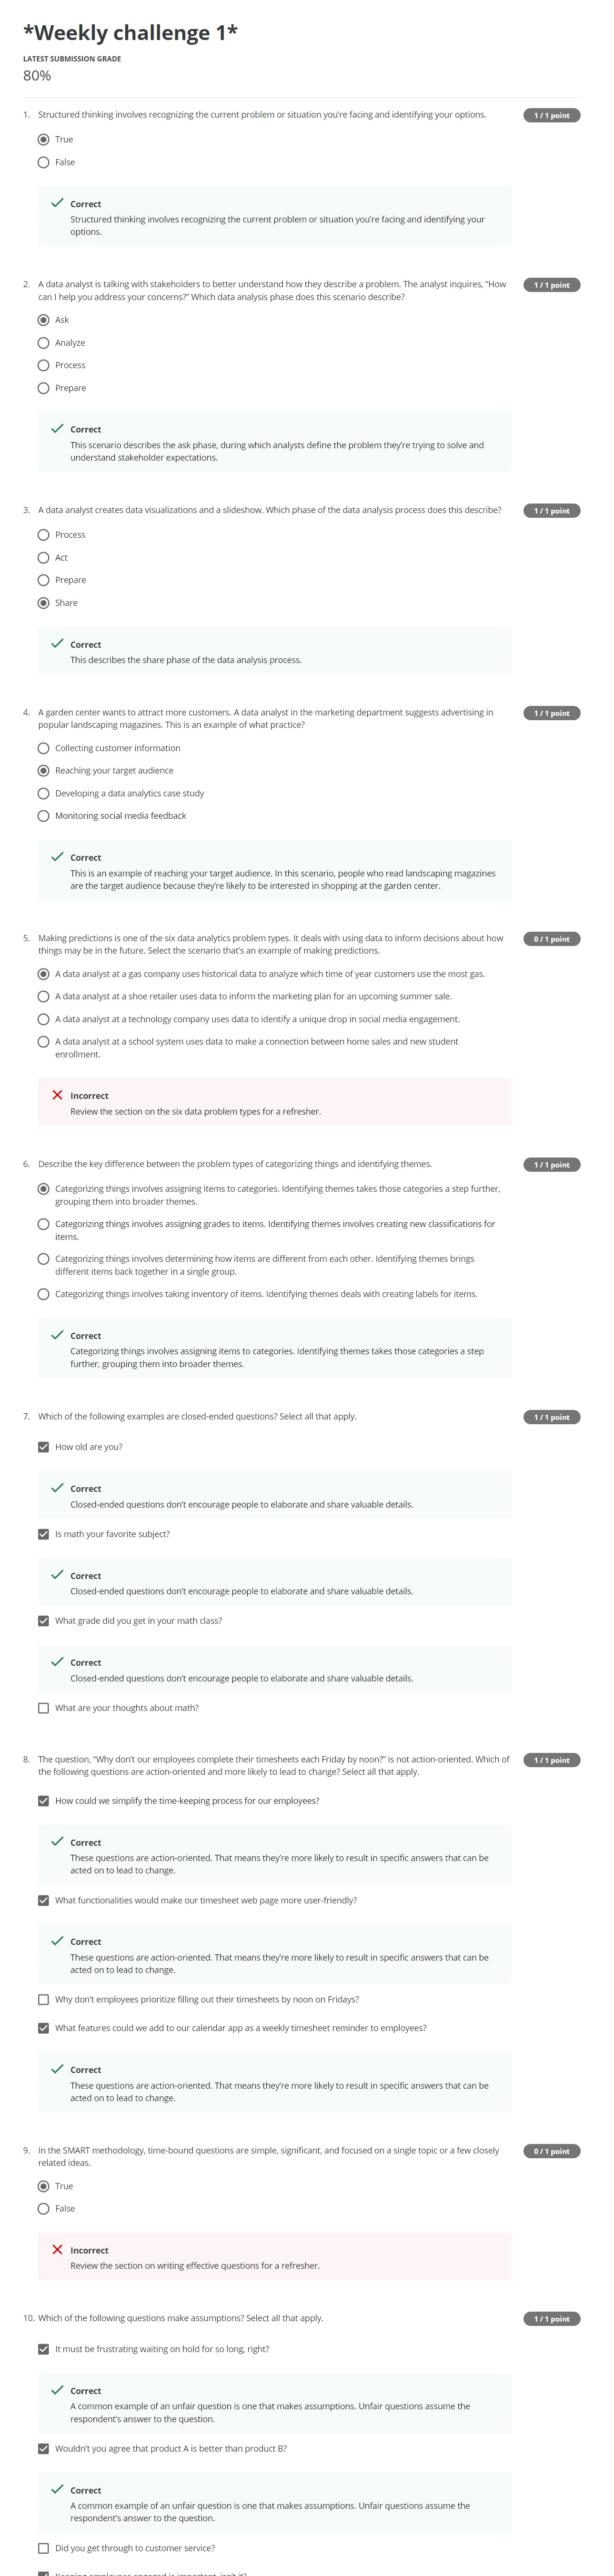 *Weekly challenge 1*
LATEST SUBMISSION GRADE
80%
1. Structured thinking involves recognizing the current problem or situation you're facing and identifying your options.
1 / 1 point
True
False
Correct
Structured thinking involves recognizing the current problem or situation you're facing and identifying your
options.
2. A data analyst is talking with stakeholders to better understand how they describe a problem. The analyst inquires, "How
can I help you address your concerns?" Which data analysis phase does this scenario describe?
1 / 1 point
Ask
Analyze
Process
Prepare
Correct
This scenario describes the ask phase, during which analysts define the problem they're trying to solve and
understand stakeholder expectations.
3. A data analyst creates data visualizations and a slideshow. Which phase of the data analysis process does this describe?
1 / 1 point
Process
Act
Prepare
Share
Correct
This describes the share phase of the data analysis process.
4. A garden center wants to attract more customers. A data analyst in the marketing department suggests advertising in
popular landscaping magazines. This is an example of what practice?
1 / 1 point
Collecting customer information
Reaching your target audience
Developing a data analytics case study
Monitoring social media feedback
Correct
This is an example of reaching your target audience. In this scenario, people who read landscaping magazines
are the target audience because they're likely to be interested in shopping at the garden center.
5. Making predictions is one of the six data analytics problem types. It deals with using data to inform decisions about how
things may be in the future. Select the scenario that's an example of making predictions.
0 / 1 point
A data analyst at a gas company uses historical data to analyze which time of year customers use the most gas.
A data analyst at a shoe retailer uses data to inform the marketing plan for an upcoming summer sale.
A data analyst at a technology company uses data to identify a unique drop in social media engagement.
A data analyst at a school system uses data to make a connection between home sales and new student
enrollment.
Incorrect
Review the section on the six data problem types for a refresher.
6. Describe the key difference between the problem types of categorizing things and identifying themes.
1 / 1 point
Categorizing things involves assigning items to categories. Identifying themes takes those categories a step further,
grouping them into broader themes.
Categorizing things involves assigning grades to items. Identifying themes involves creating new classifications for
items.
Categorizing things involves determining how items are different from each other. Identifying themes brings
different items back together in a single group.
Categorizing things involves taking inventory of items. Identifying themes deals with creating labels for items.
Correct
Categorizing things involves assigning items to categories. Identifying themes takes those categories a step
further, grouping them into broader themes.
7. Which of the following examples are closed-ended questions? Select all that apply.
1 / 1 point
How old are you?
Correct
Closed-ended questions don't encourage people to elaborate and share valuable details.
Is math your favorite subject?
Correct
Closed-ended questions don't encourage people to elaborate and share valuable details.
What grade did you get in your math class?
Correct
Closed-ended questions don't encourage people to elaborate and share valuable details.
What are your thoughts about math?
8. The question, "Why don't our employees complete their timesheets each Friday by noon?" is not action-oriented. Which of
the following questions are action-oriented and more likely to lead to change? Select all that apply.
1 / 1 point
How could we simplify the time-keeping process for our employees?
Correct
These questions are action-oriented. That means they're more likely to result in specific answers that can be
acted on to lead to change.
What functionalities would make our timesheet web page more user-friendly?
Correct
These questions are action-oriented. That means they're more likely to result in specific answers that can be
acted on to lead to change.
Why don't employees prioritize filling out their timesheets by noon on Fridays?
What features could we add to our calendar app as a weekly timesheet reminder to employees?
Correct
These questions are action-oriented. That means they're more likely to result in specific answers that can be
acted on to lead to change.
9. In the SMART methodology, time-bound questions are simple, significant, and focused on a single topic or a few closely
related ideas.
0 / 1 point
True
False
Incorrect
Review the section on writing effective questions for a refresher.
10. Which of the following questions make assumptions? Select all that apply.
1 / 1 point
It must be frustrating waiting on hold for so long, right?
Correct
A common example of an unfair question is one that makes assumptions. Unfair questions assume the
respondent's answer to the question.
Wouldn't you agree that product A is better than product B?
Correct
A common example of an unfair question is one that makes assumptions. Unfair questions assume the
respondent's answer to the question.
Did you get through to customer service?